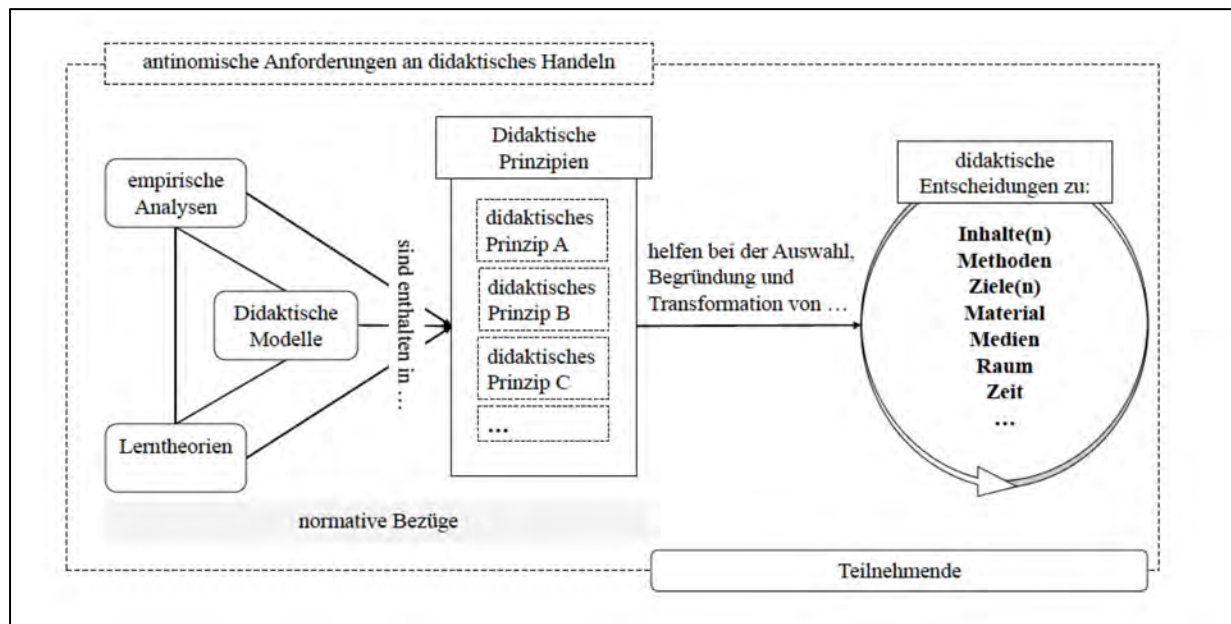 antinomische Anforderungen an didaktisches Handeln
empirische
Analysen
Didaktische
Modelle
Lerntheorien
sind enthalten in …
Didaktische
Prinzipien
didaktisches
Prinzip A
didaktisches
Prinzip B
didaktisches
Prinzip C
…
helfen bei der Auswahl,
Begründung und
Transformation von …
didaktische
Entscheidungen zu:
Inhalte(n)
Methoden
Ziele(n)
Material
Medien
Raum
Zeit
…
normative Bezüge
Teilnehmende